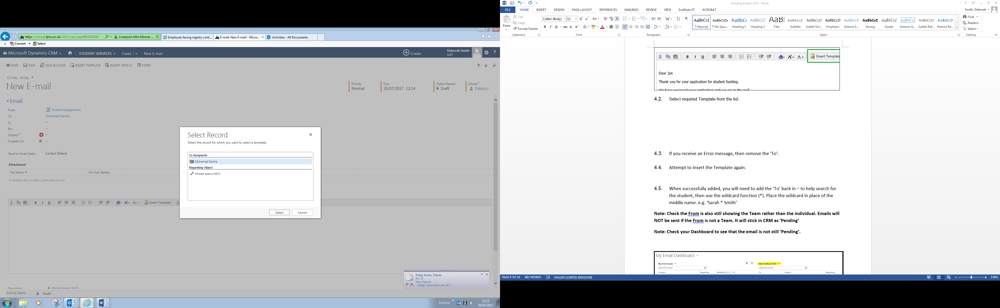 https://crmuat.ljmu.ac.uk/UAT/main.aspx#653315654
Liverpool John Moores ...
Employee-facing registry cont...
E-mail: New E-mail - Micro...
Activities - All Documents
x Convert Select
Microsoft Dynamics CRM STUDENT SERVICES Cases New E-mail
Create
Deborah Smith
UAT
?
SEND SAVE SAVE & CLOSE INSERT TEMPLATE INSERT ARTICLE FORM
E-MAIL : EMAIL
New E-mail
Priority
Normal
Due
20/07/2017 12:14
Status Reason
Draft
Owner*
Deborah
Email
From Student Engagement
To Mohamed Karshe
Cc --
Bcc --
Subject* --
Created On --
Send to Email Addre Contact Default
Attachment
File Name File Size (Bytes)
To enable this content, create the record.
B I U Insert Template
Select Record
Select the record for which you want to select a template.
To Recipients
Mohamed Karshe
Regarding Object
Missed exams NATs
Select Cancel
Einig-Jones, Tracey
Exc St
New layout
<http://www.ljmu.ac.uk/>
Regarding Missed exams NATs
Activity Status Draft
Desktop
12:15
20/07/2017
Sending Emails v0.3 - Word
FILE HOME INSERT DESIGN PAGE LAYOUT REFERENCES MAILINGS REVIEW VIEW EndNote X7 ACROBAT
Smith, Deborah
Paste
Cut
Copy
Format Painter
Clipboard
Calibri (Body) 12
Font
Paragraph
AaBbCcI AaBbCcDc AaBbC( AaBbCcE AaBl AaBbCcC AaBbCcD AaBbCcD AaBbCcD AaBbCcE AaBbCcL AaBbCcL AABBCCD AABBCCD
¶ Normal ¶ No Spac... Heading 1 Heading 2 Title Subtitle Subtle Em... Emphasis Intense E... Strong Quote Intense Q... Subtle Ref... Intense Re...
Styles
Find
Replace
Select
Editing
B I U Insert Template
Dear Jan
Thank you for your application for student funding.
We have reviewed your application and we are in the pre
4.2. Select required Template from the list.
4.3. If you receive an Error message, then remove the ‘To’.
4.4. Attempt to Insert the Template again.
4.5. When successfully added, you will need to add the ‘To’ back in – to help search for
the student, then use the wildcard function (*). Place the wildcard in place of the
middle name. e.g. ‘Sarah * Smith’
Note: Check the From is also still showing the Team rather than the individual. Emails will
NOT be sent if the From is not a Team. It will stick in CRM as ‘Pending’
Note: Check your Dashboard to see that the email is not still ‘Pending’.
My Email Dashboard
My Draft Emails
My Pending Emails
Search for records
Search for records
Subject Regarding Modified On To
To Subject Regarding
PAGE 9 OF 10 882 WORDS ENGLISH (UNITED KINGDOM)
120%